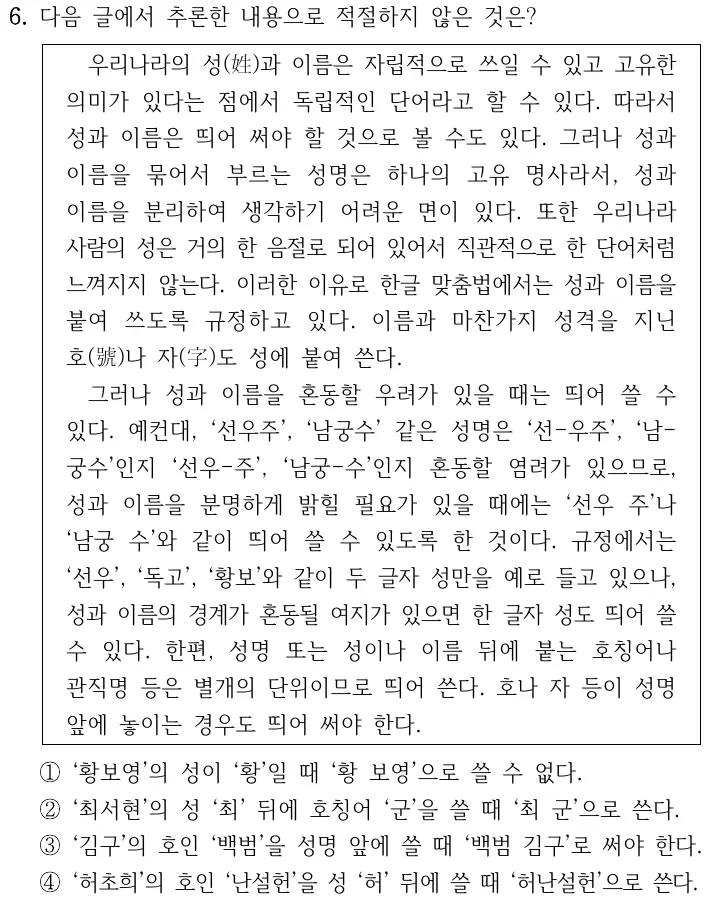 6. 다음 글에서 추론한 내용으로 적절하지 않은 것은?
우리나라의 성(姓)과 이름은 자립적으로 쓰일 수 있고 고유한
의미가 있다는 점에서 독립적인 단어라고 할 수 있다. 따라서
성과 이름은 띄어 써야 할 것으로 볼 수도 있다. 그러나 성과
이름을 묶어서 부르는 성명은 하나의 고유 명사라서, 성과
이름을 분리하여 생각하기 어려운 면이 있다. 또한 우리나라
사람의 성은 거의 한 음절로 되어 있어서 직관적으로 한 단어처럼
느껴지지 않는다. 이러한 이유로 한글 맞춤법에서는 성과 이름을
붙여 쓰도록 규정하고 있다. 이름과 마찬가지 성격을 지닌
호(號)나 자(字)도 성에 붙여 쓴다.
그러나 성과 이름을 혼동할 우려가 있을 때는 띄어 쓸 수
있다. 예컨대, ‘선우주’, ‘남궁수’ 같은 성명은 ‘선-우주’, ‘남-
궁수’인지 ‘선우-주’, ‘남궁-수’인지 혼동할 염려가 있으므로,
성과 이름을 분명하게 밝힐 필요가 있을 때에는 ‘선우 주’나
‘남궁 수’와 같이 띄어 쓸 수 있도록 한 것이다. 규정에서는
‘선우’, ‘독고’, ‘황보’와 같이 두 글자 성만을 예로 들고 있으나,
성과 이름의 경계가 혼동될 여지가 있으면 한 글자 성도 띄어 쓸
수 있다. 한편, 성명 또는 성이나 이름 뒤에 붙는 호칭어나
관직명 등은 별개의 단위이므로 띄어 쓴다. 호나 자 등이 성명
앞에 놓이는 경우도 띄어 써야 한다.
① ‘황보영’의 성이 ‘황’일 때 ‘황 보영’으로 쓸 수 없다.
② ‘최서현’의 성 ‘최’ 뒤에 호칭어 ‘군’을 쓸 때 ‘최 군’으로 쓴다.
③ ‘김구’의 호인 ‘백범’을 성명 앞에 쓸 때 ‘백범 김구’로 써야 한다.
④ ‘허초희’의 호인 ‘난설헌’을 성 ‘허’ 뒤에 쓸 때 ‘허난설헌’으로 쓴다.